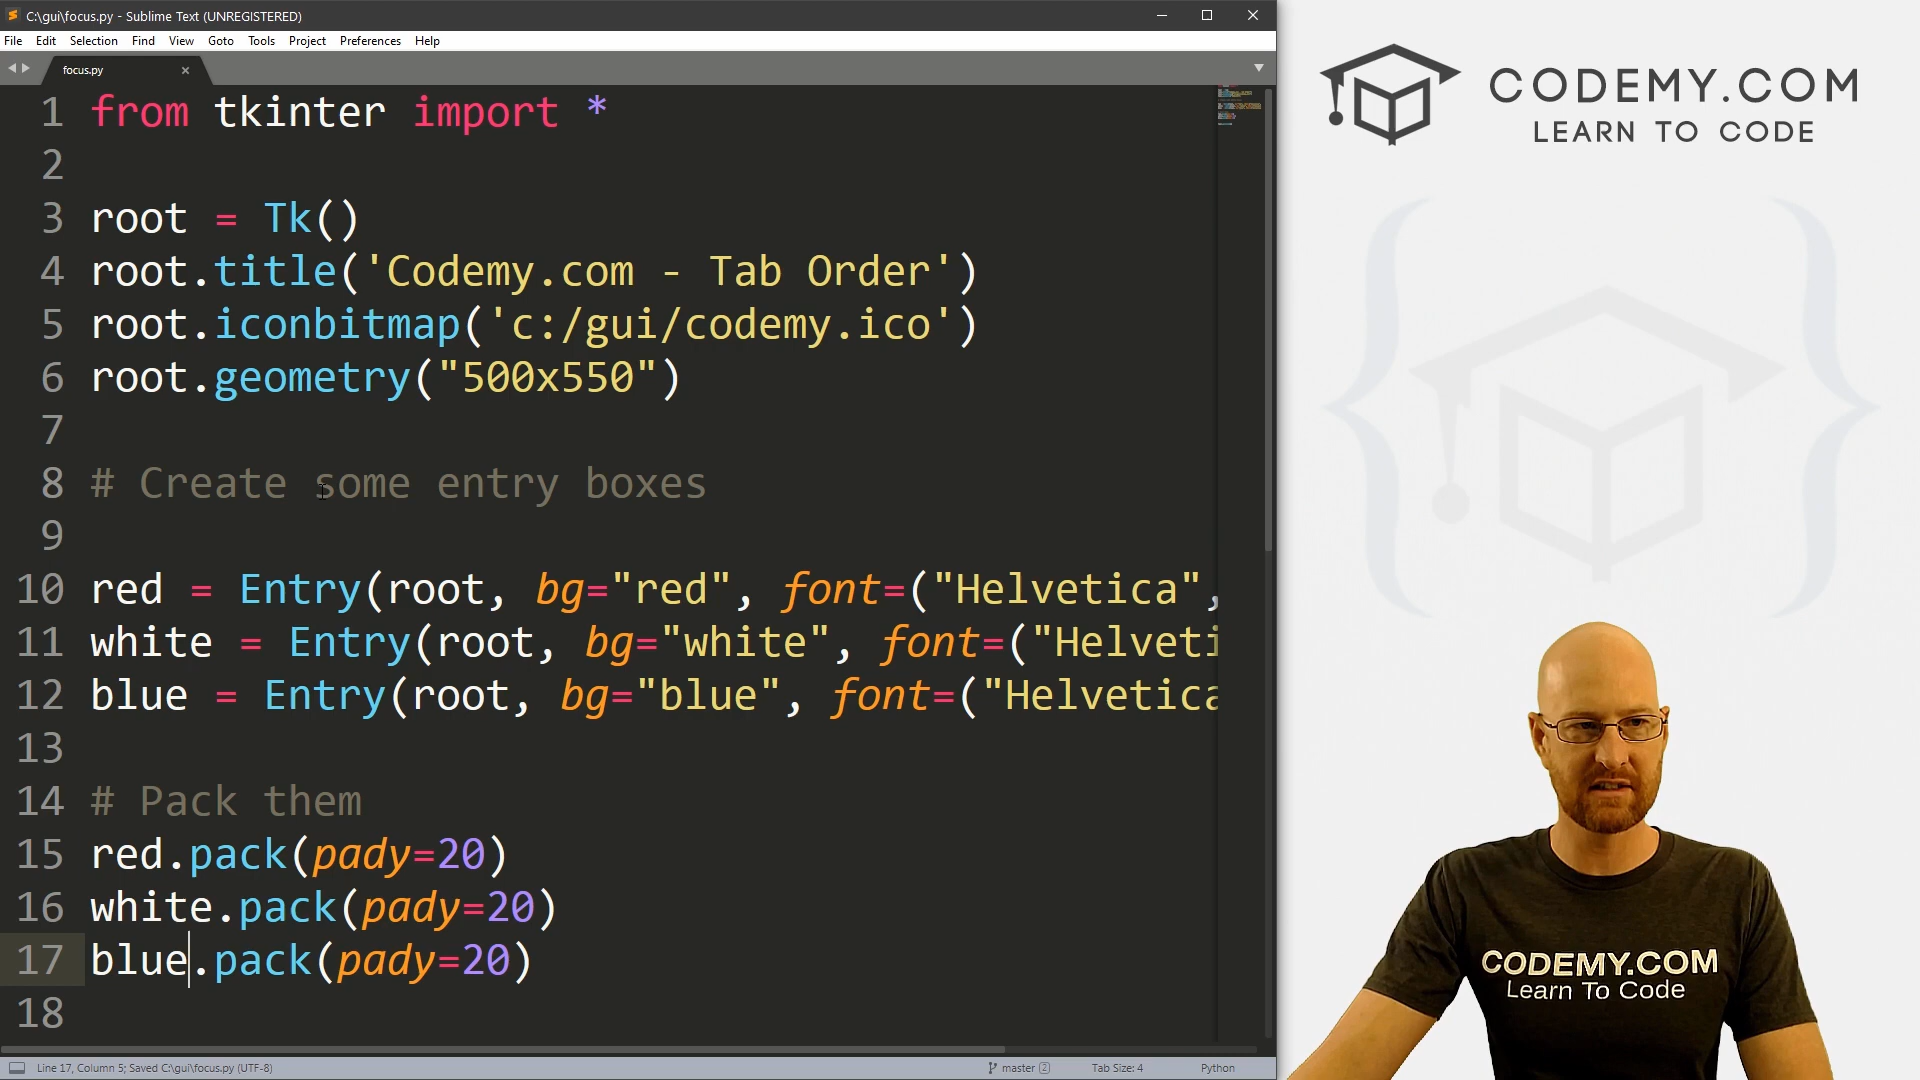 C:\gui\focus.py - Sublime Text (UNREGISTERED)
File Edit Selection Find View Goto Tools Project Preferences Help
focus.py
1 from tkinter import *
2
3 root = Tk()
4 root.title('Codemy.com - Tab Order')
5 root.iconbitmap('c:/gui/codemy.ico')
6 root.geometry("500x550")
7
8 # Create some entry boxes
9
10 red = Entry(root, bg="red", font=("Helvetica",
11 white = Entry(root, bg="white", font=("Helveti
12 blue = Entry(root, bg="blue", font=("Helvetica
13
14 # Pack them
15 red.pack(pady=20)
16 white.pack(pady=20)
17 blue.pack(pady=20)
18
Line 17, Column 5; Saved C:\gui\focus.py (UTF-8) master 2 Tab Size: 4 Python
CODEMY.COM
LEARN TO CODE
CODEMY.COM
Learn To Code